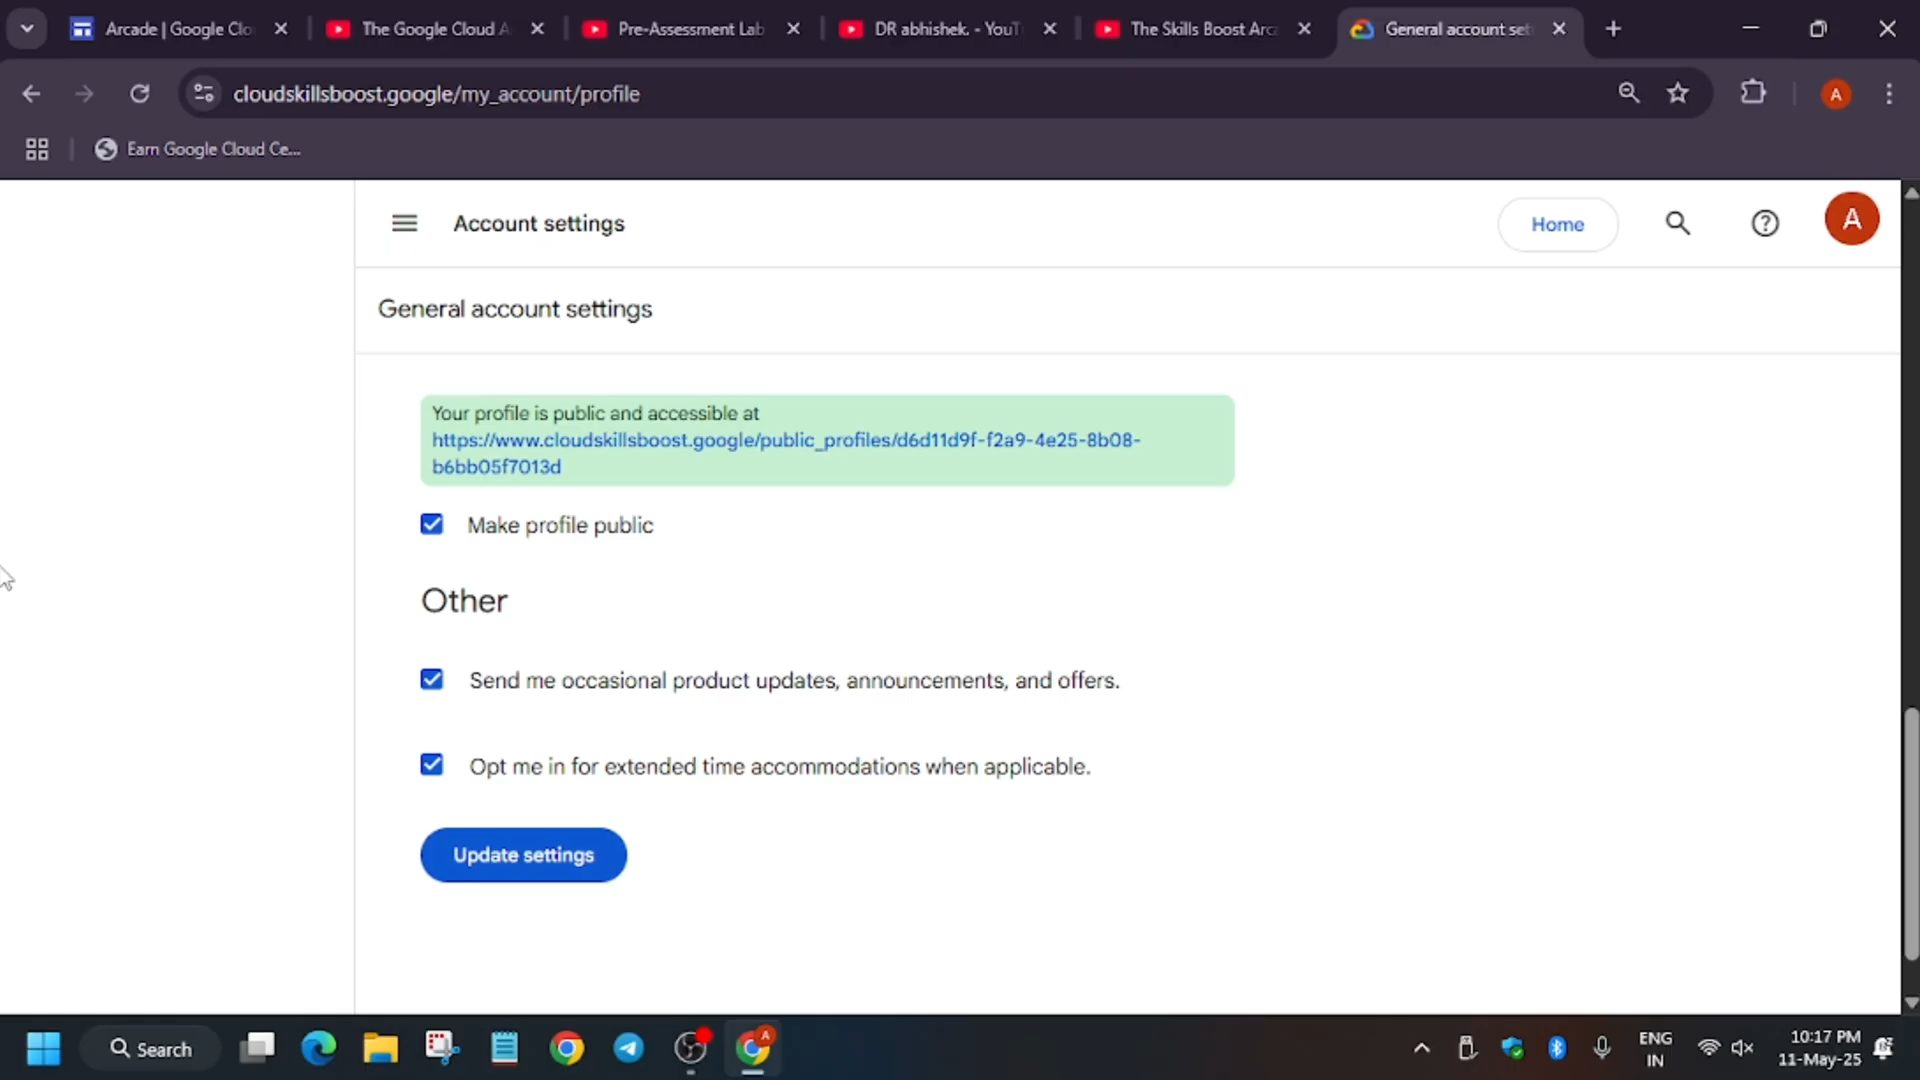 Arcade | Google Clo
The Google Cloud A
Pre-Assessment Lab
DR abhishek. - YouT
The Skills Boost Arc
General account set
cloudskillsboost.google/my_account/profile
A
Earn Google Cloud Ce...
Account settings
Home
A
General account settings
Your profile is public and accessible at
https://www.cloudskillsboost.google/public_profiles/d6d11d9f-f2a9-4e25-8b08-
b6bb05f7013d
Make profile public
Other
Send me occasional product updates, announcements, and offers.
Opt me in for extended time accommodations when applicable.
Update settings
Search
A
ENG
IN
10:17 PM
11-May-25